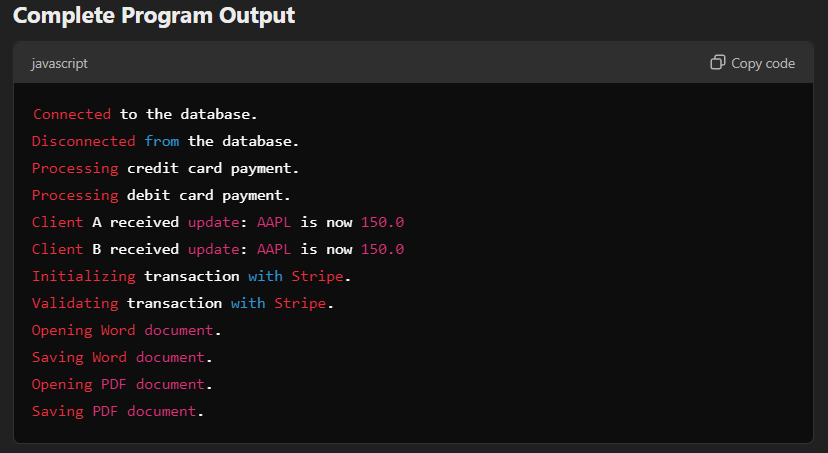 Complete Program Output
javascript
Copy code
Connected to the database.
Disconnected from the database.
Processing credit card payment.
Processing debit card payment.
Client A received update: AAPL is now 150.0
Client B received update: AAPL is now 150.0
Initializing transaction with Stripe.
Validating transaction with Stripe.
Opening Word document.
Saving Word document.
Opening PDF document.
Saving PDF document.